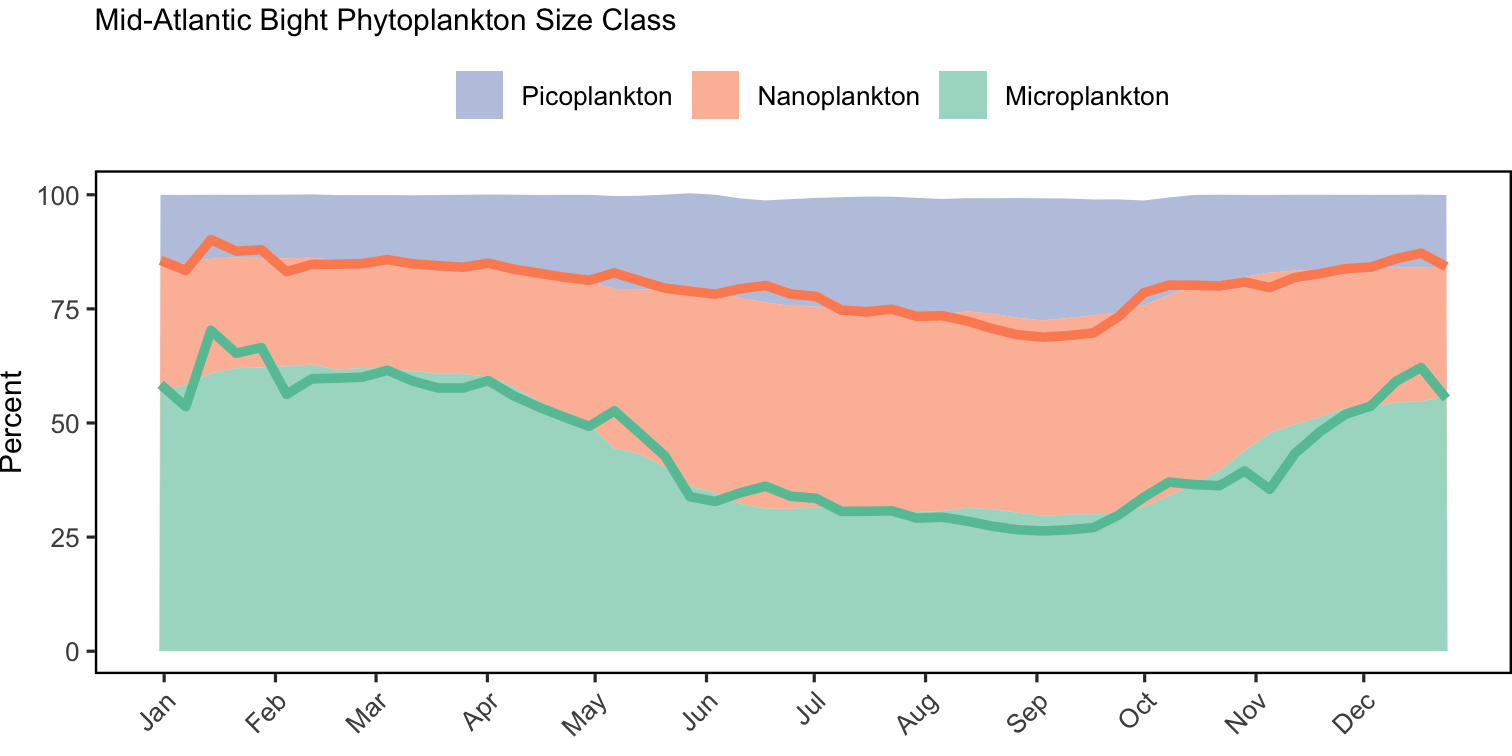 Mid-Atlantic Bight Phytoplankton Size Class
Picoplankton Nanoplankton Microplankton
Percent
100
75
50
25
0
Jan Feb Mar Apr May Jun Jul Aug Sep Oct Nov Dec